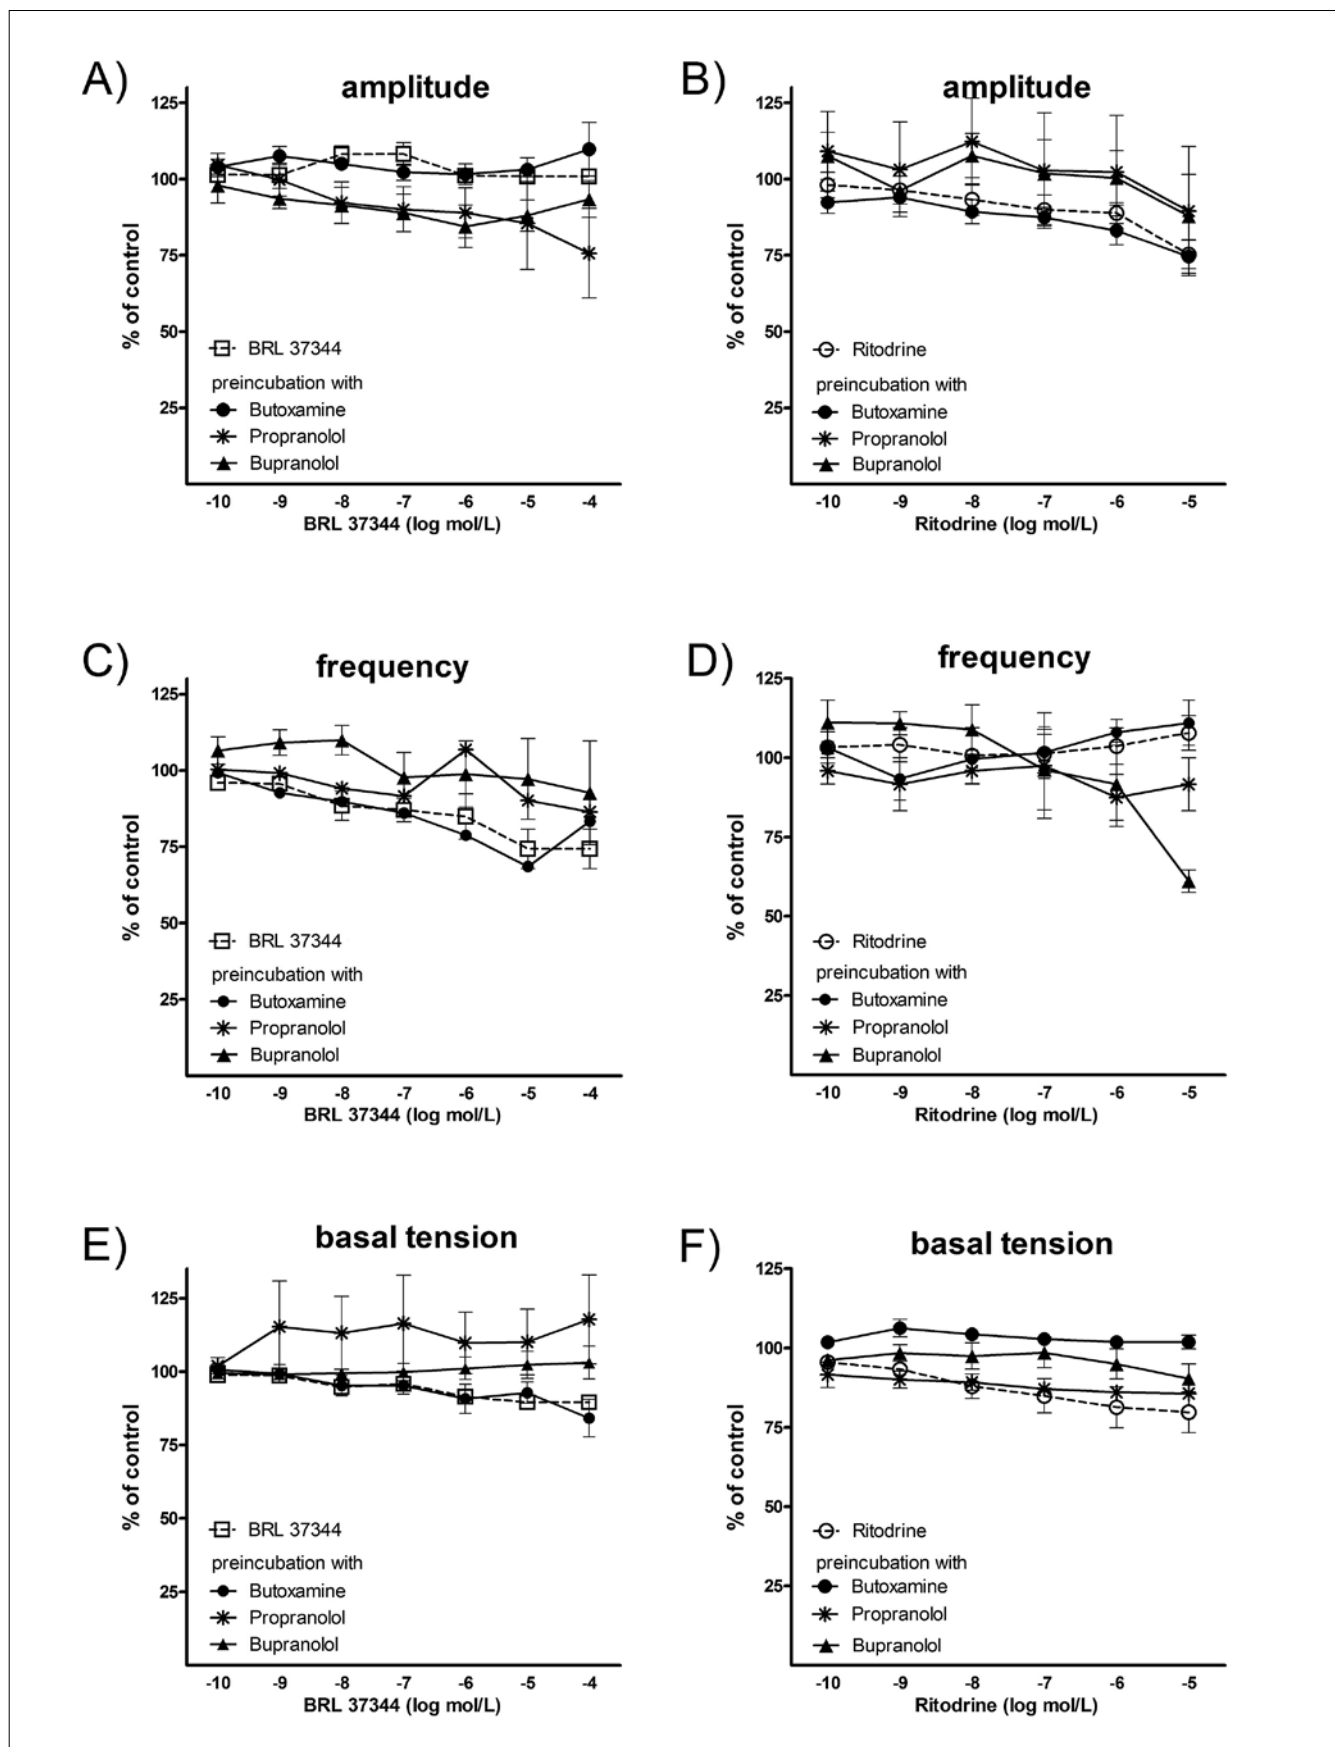 A)
amplitude
125
100
75
50
25
% of control
BRL 37344
preincubation with
Butoxamine
Propranolol
Bupranolol
-10 -9 -8 -7 -6 -5 -4
BRL 37344 (log mol/L)
B)
amplitude
125
100
75
50
25
% of control
Ritodrine
preincubation with
Butoxamine
Propranolol
Bupranolol
-10 -9 -8 -7 -6 -5
Ritodrine (log mol/L)
C)
frequency
125
100
75
50
25
% of control
BRL 37344
preincubation with
Butoxamine
Propranolol
Bupranolol
-10 -9 -8 -7 -6 -5 -4
BRL 37344 (log mol/L)
D)
frequency
125
100
75
50
25
% of control
Ritodrine
preincubation with
Butoxamine
Propranolol
Bupranolol
-10 -9 -8 -7 -6 -5
Ritodrine (log mol/L)
E)
basal tension
125
100
75
50
25
% of control
BRL 37344
preincubation with
Butoxamine
Propranolol
Bupranolol
-10 -9 -8 -7 -6 -5 -4
BRL 37344 (log mol/L)
F)
basal tension
125
100
75
50
25
% of control
Ritodrine
preincubation with
Butoxamine
Propranolol
Bupranolol
-10 -9 -8 -7 -6 -5
Ritodrine (log mol/L)